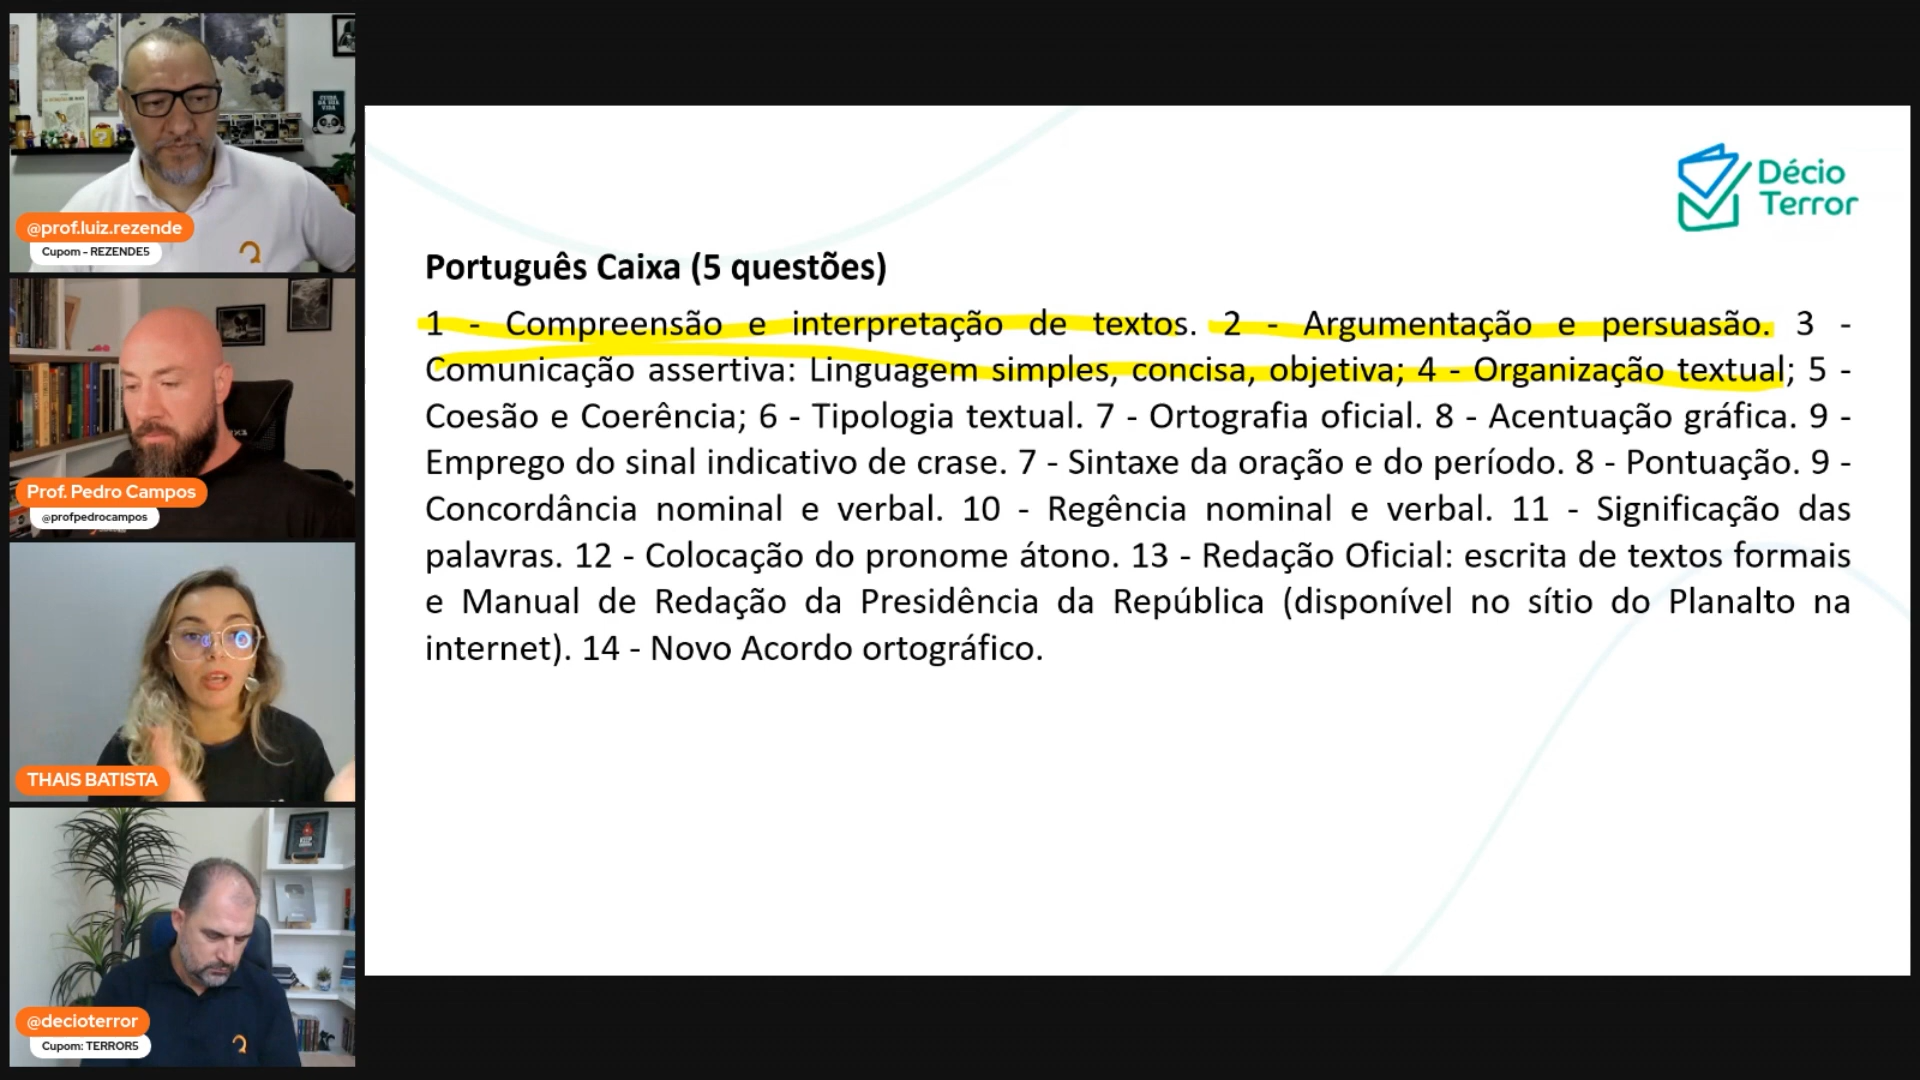 @prof.luiz.rezende
Cupom - REZENDE5
Prof. Pedro Campos
@profpedrocampos
THAIS BATISTA
@decioterror
Cupom: TERROR5
Décio
Terror
Português Caixa (5 questões)
1 - Compreensão e interpretação de textos. 2 - Argumentação e persuasão. 3 -
Comunicação assertiva: Linguagem simples, concisa, objetiva; 4 - Organização textual; 5 -
Coesão e Coerência; 6 - Tipologia textual. 7 - Ortografia oficial. 8 - Acentuação gráfica. 9 -
Emprego do sinal indicativo de crase. 7 - Sintaxe da oração e do período. 8 - Pontuação. 9 -
Concordância nominal e verbal. 10 - Regência nominal e verbal. 11 - Significação das
palavras. 12 - Colocação do pronome átono. 13 - Redação Oficial: escrita de textos formais
e Manual de Redação da Presidência da República (disponível no sítio do Planalto na
internet). 14 - Novo Acordo ortográfico.